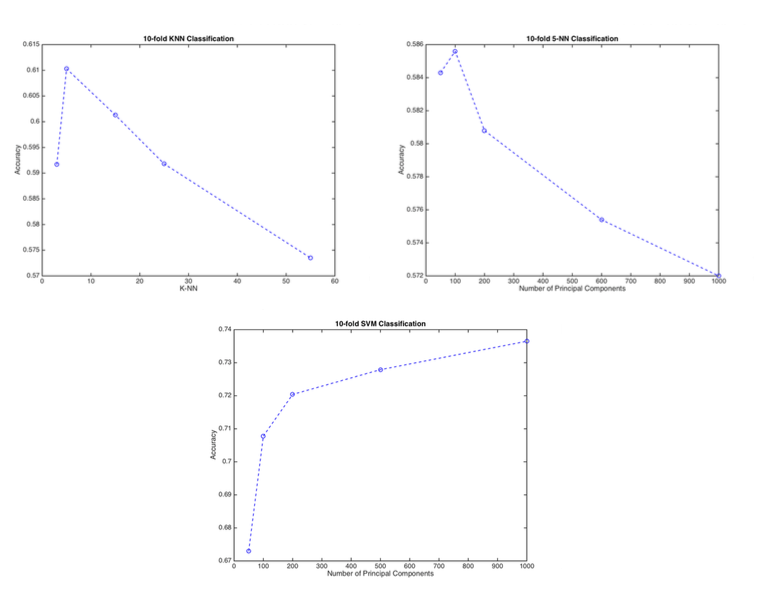 10-fold KNN Classification
0.615
0.61
0.605
0.6
0.595
0.59
0.585
0.58
0.575
0.57
Accuracy
0 10 20 30 40 50 60
K-NN
10-fold 5-NN Classification
0.586
0.584
0.582
0.58
0.578
0.576
0.574
0.572
Accuracy
0 100 200 300 400 500 600 700 800 900 1000
Number of Principal Components
10-fold SVM Classification
0.74
0.73
0.72
0.71
0.7
0.69
0.68
0.67
Accuracy
0 100 200 300 400 500 600 700 800 900 1000
Number of Principal Components